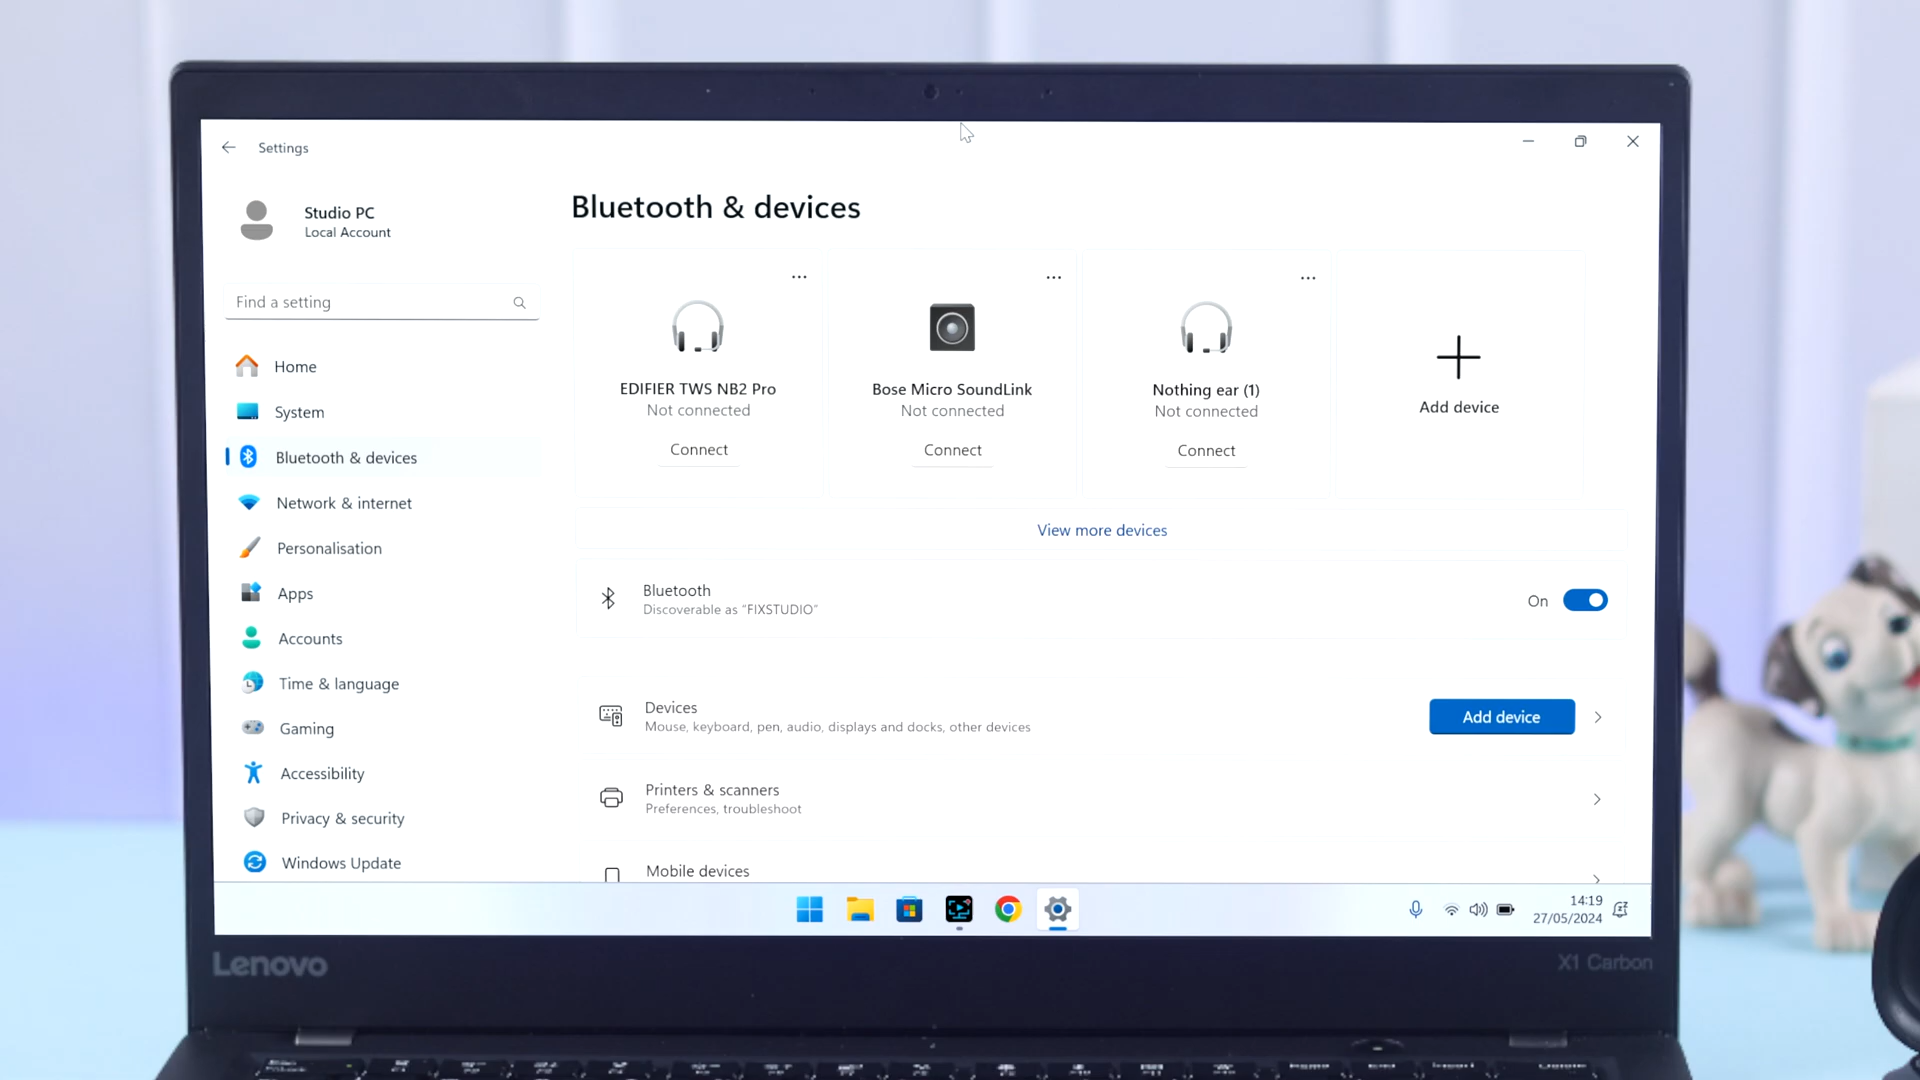 Settings
Studio PC
Local Account
Find a setting
Home
System
Bluetooth & devices
Network & internet
Personalisation
Apps
Accounts
Time & language
Gaming
Accessibility
Privacy & security
Windows Update
Bluetooth & devices
EDIFIER TWS NB2 Pro
Not connected
Connect
Bose Micro SoundLink
Not connected
Connect
Nothing ear (1)
Not connected
Connect
Add device
View more devices
Bluetooth
Discoverable as “FIXSTUDIO”
On
Devices
Mouse, keyboard, pen, audio, displays and docks, other devices
Add device
Printers & scanners
Preferences, troubleshoot
Mobile devices
14:19
27/05/2024
Lenovo
X1 Carbon